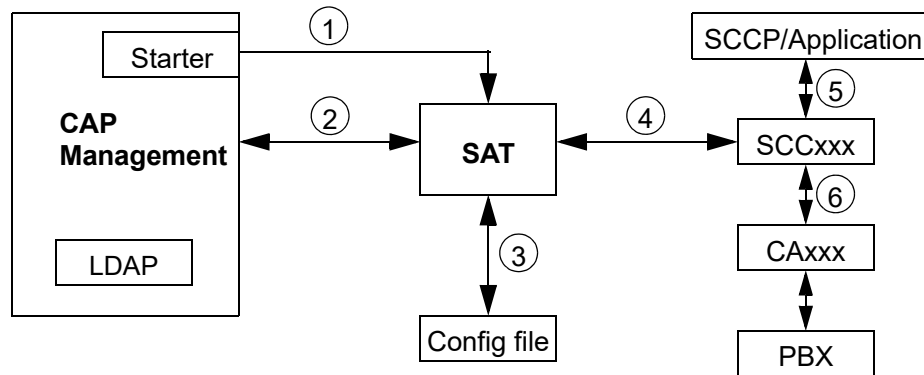 1
SCCP/Application
Starter
5
CAP
Management
2
4
SAT
SCCxxx
6
LDAP
3
CAxxx
Config file
PBX